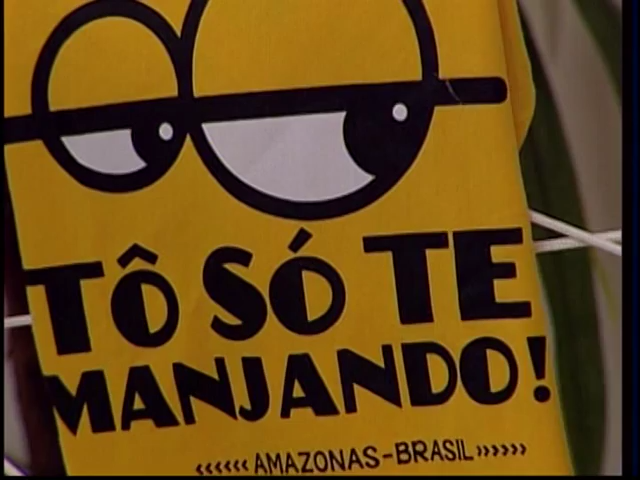 TÔ SÓ TE
MANJANDO!
‹‹‹‹‹‹ AMAZONAS-BRASIL ››››››